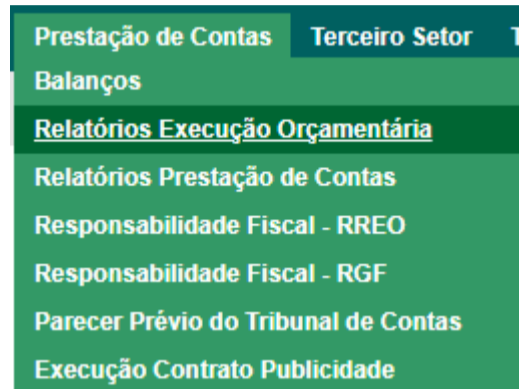 Prestação de Contas Terceiro Setor
Balanços
Relatórios Execução Orçamentária
Relatórios Prestação de Contas
Responsabilidade Fiscal - RREO
Responsabilidade Fiscal - RGF
Parecer Prévio do Tribunal de Contas
Execução Contrato Publicidade